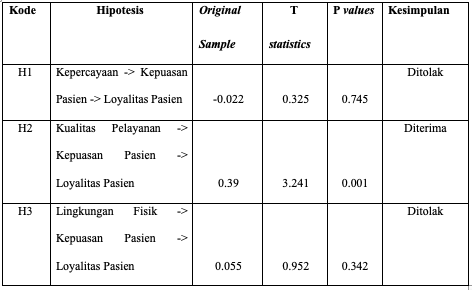 Kode Hipotesis Original Sample T statistics P values Kesimpulan
H1 Kepercayaan -> Kepuasan Ditolak
Pasien -> Loyalitas Pasien -0.022 0.325 0.745
H2 Kualitas Pelayanan -> Diterima
Kepuasan Pasien ->
Loyalitas Pasien 0.39 3.241 0.001
H3 Lingkungan Fisik -> Ditolak
Kepuasan Pasien ->
Loyalitas Pasien 0.055 0.952 0.342